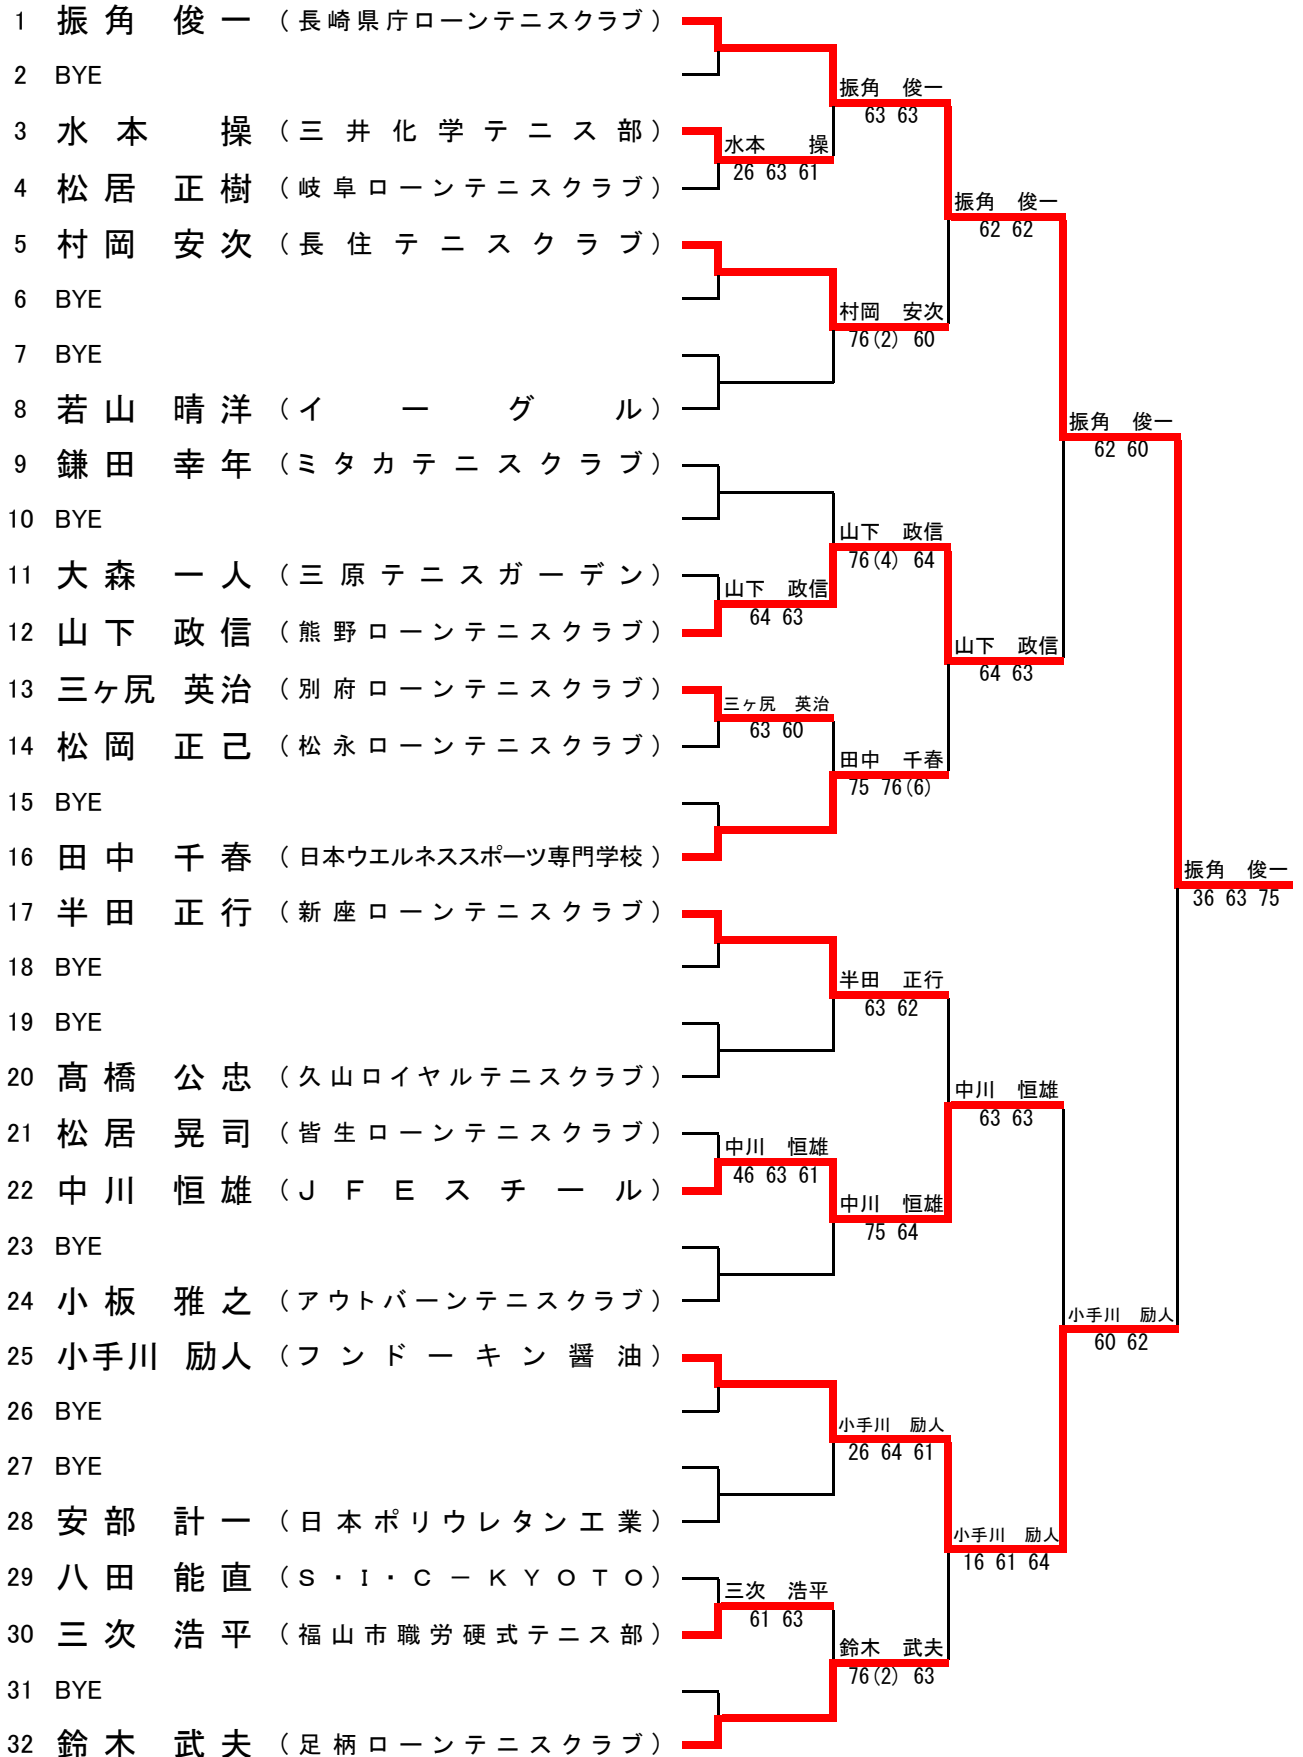 1 振角 俊一 (長崎県庁ローンテニスクラブ)
2 BYE
3 水本 操 (三井化学テニス部)
4 松居 正樹 (岐阜ローンテニスクラブ)
5 村岡 安次 (長住テニスクラブ)
6 BYE
7 BYE
8 若山 晴洋 (イーグル)
9 鎌田 幸年 (ミタカテニスクラブ)
10 BYE
11 大森 一人 (三原テニスガーデン)
12 山下 政信 (熊野ローンテニスクラブ)
13 三ヶ尻 英治 (別府ローンテニスクラブ)
14 松岡 正己 (松永ローンテニスクラブ)
15 BYE
16 田中 千春 (日本ウエルネススポーツ専門学校)
17 半田 正行 (新座ローンテニスクラブ)
18 BYE
19 BYE
20 髙橋 公忠 (久山ロイヤルテニスクラブ)
21 松居 晃司 (皆生ローンテニスクラブ)
22 中川 恒雄 (JFEスチール)
23 BYE
24 小板 雅之 (アウトバーンテニスクラブ)
25 小手川 励人 (フンドーキン醤油)
26 BYE
27 BYE
28 安部 計一 (日本ポリウレタン工業)
29 八田 能直 (S・I・C－KYOTO)
30 三次 浩平 (福山市職労硬式テニス部)
31 BYE
32 鈴木 武夫 (足柄ローンテニスクラブ)
水本 操
26 63 61
山下 政信
64 63
三ヶ尻 英治
63 60
中川 恒雄
46 63 61
三次 浩平
61 63
振角 俊一
63 63
村岡 安次
76(2) 60
山下 政信
76(4) 64
田中 千春
75 76(6)
半田 正行
63 62
中川 恒雄
75 64
小手川 励人
26 64 61
鈴木 武夫
76(2) 63
振角 俊一
62 62
山下 政信
64 63
中川 恒雄
63 63
小手川 励人
16 61 64
振角 俊一
62 60
小手川 励人
60 62
振角 俊一
36 63 75